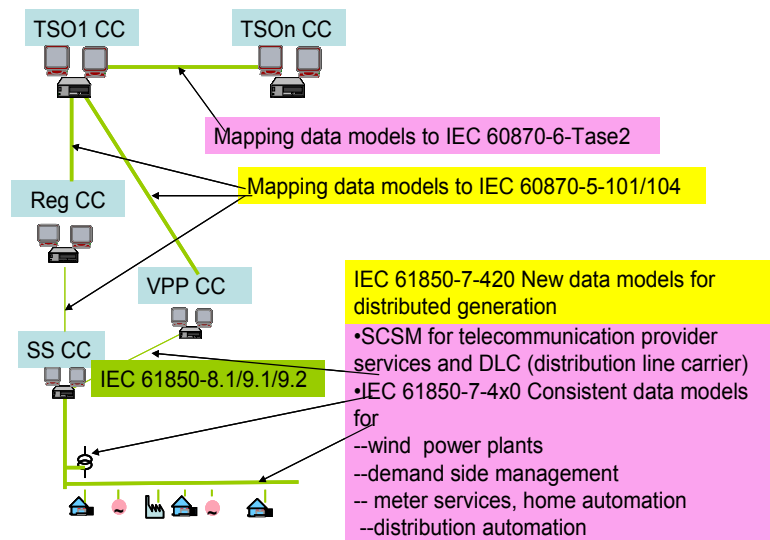 TSO1 CC
TSOn CC
Mapping data models to IEC 60870-6-Tase2
Mapping data models to IEC 60870-5-101/104
Reg CC
VPP CC
IEC 61850-7-420 New data models for
distributed generation
•SCSM for telecommunication provider
services and DLC (distribution line carrier)
•IEC 61850-7-4x0 Consistent data models
for
--wind  power plants
--demand side management
-- meter services, home automation
--distribution automation
SS CC
IEC 61850-8.1/9.1/9.2
~
~